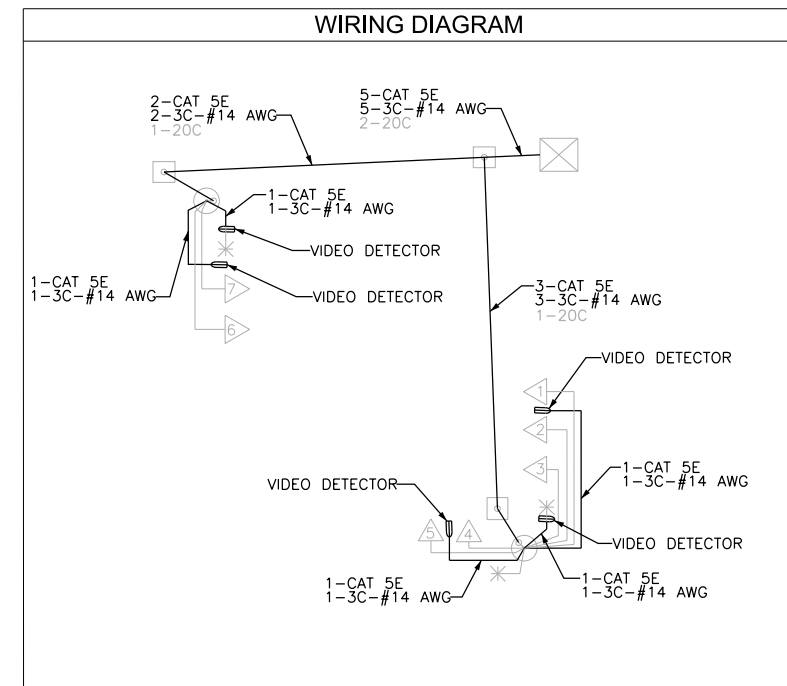 WIRING DIAGRAM
2-CAT 5E
2-3C-#14 AWG
1-20C
5-CAT 5E
5-3C-#14 AWG
2-20C
1-CAT 5E
1-3C-#14 AWG
VIDEO DETECTOR
1-CAT 5E
1-3C-#14 AWG
7
VIDEO DETECTOR
6
3-CAT 5E
3-3C-#14 AWG
1-20C
VIDEO DETECTOR
1
2
3
1-CAT 5E
1-3C-#14 AWG
VIDEO DETECTOR
5
4
VIDEO DETECTOR
1-CAT 5E
1-3C-#14 AWG
1-CAT 5E
1-3C-#14 AWG